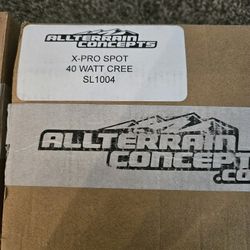 ALLTERRAIN
CONCEPTS
X-PRO SPOT
40 WATT CREE
SL1004
ALLTERRAIN
CONCEPTS
.CO